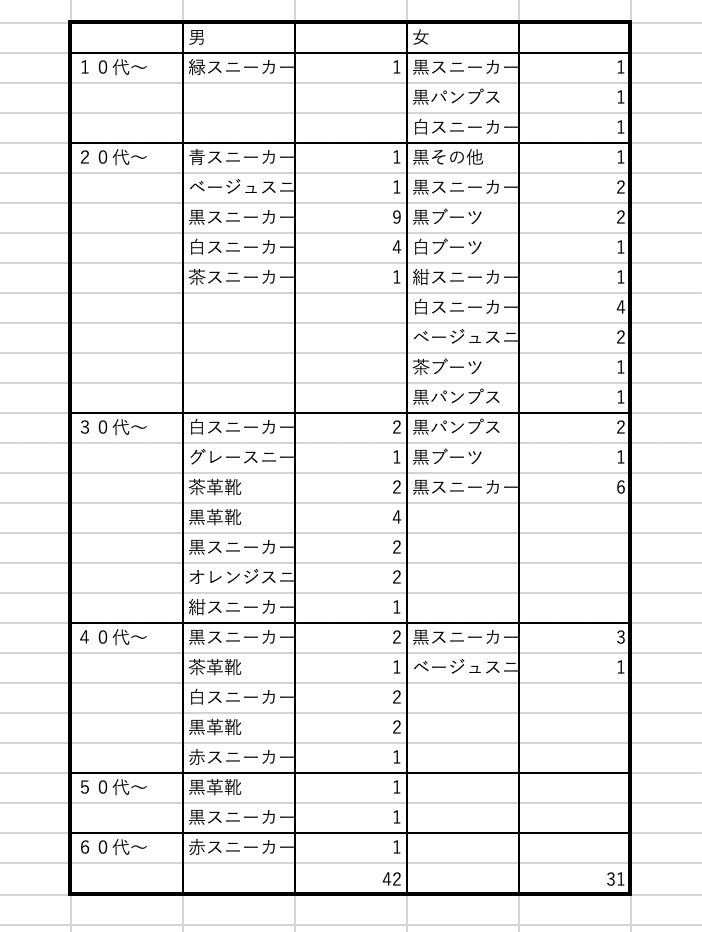 男 女
１０代～ 緑スニーカー 1 黒スニーカー 1
黒パンプス 1
白スニーカー 1
２０代～ 青スニーカー 1 黒その他 1
ベージュスニ 1 黒スニーカー 2
黒スニーカー 9 黒ブーツ 2
白スニーカー 4 白ブーツ 1
茶スニーカー 1 紺スニーカー 1
白スニーカー 4
ベージュスニ 2
茶ブーツ 1
黒パンプス 1
３０代～ 白スニーカー 2 黒パンプス 2
グレースニー 1 黒ブーツ 1
茶革靴 2 黒スニーカー 6
黒革靴 4
黒スニーカー 2
オレンジスニ 2
紺スニーカー 1
４０代～ 黒スニーカー 2 黒スニーカー 3
茶革靴 1 ベージュスニ 1
白スニーカー 2
黒革靴 2
赤スニーカー 1
５０代～ 黒革靴 1
黒スニーカー 1
６０代～ 赤スニーカー 1
42 31